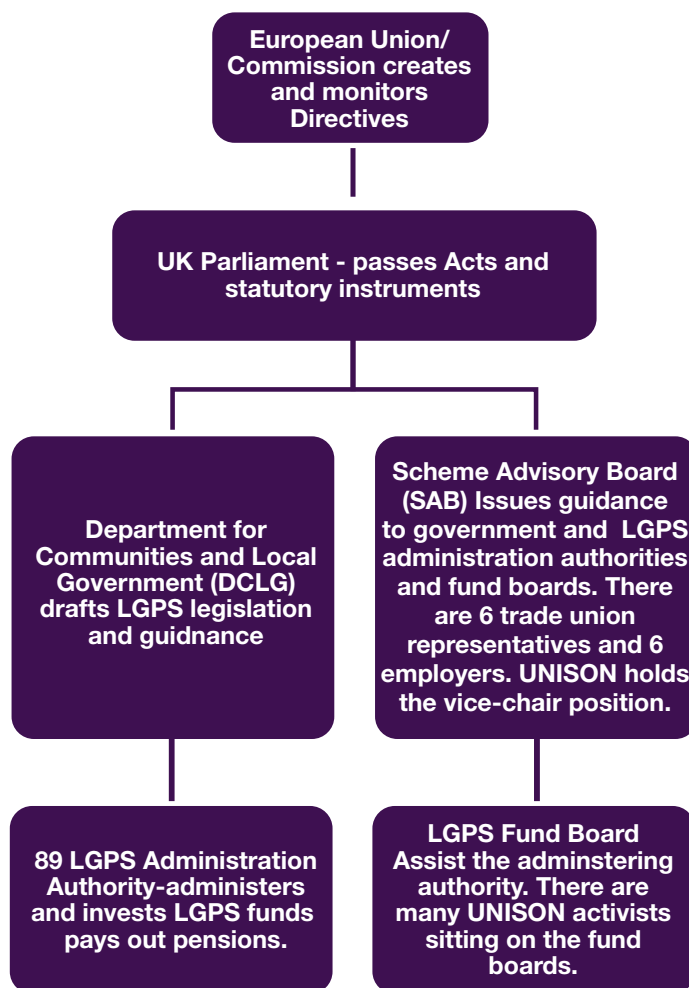 European Union/
Commission creates
and monitors
Directives
UK Parliament - passes Acts and
statutory instruments
Department for
Communities and Local
Government (DCLG)
drafts LGPS legislation
and guidnance
Scheme Advisory Board
(SAB) Issues guidance
to government and LGPS
administration authorities
and fund boards. There
are 6 trade union
representatives and 6
employers. UNISON holds
the vice-chair position.
89 LGPS Administration
Authority-administers
and invests LGPS funds
pays out pensions.
LGPS Fund Board
Assist the adminstering
authority. There are
many UNISON activists
sitting on the fund
boards.